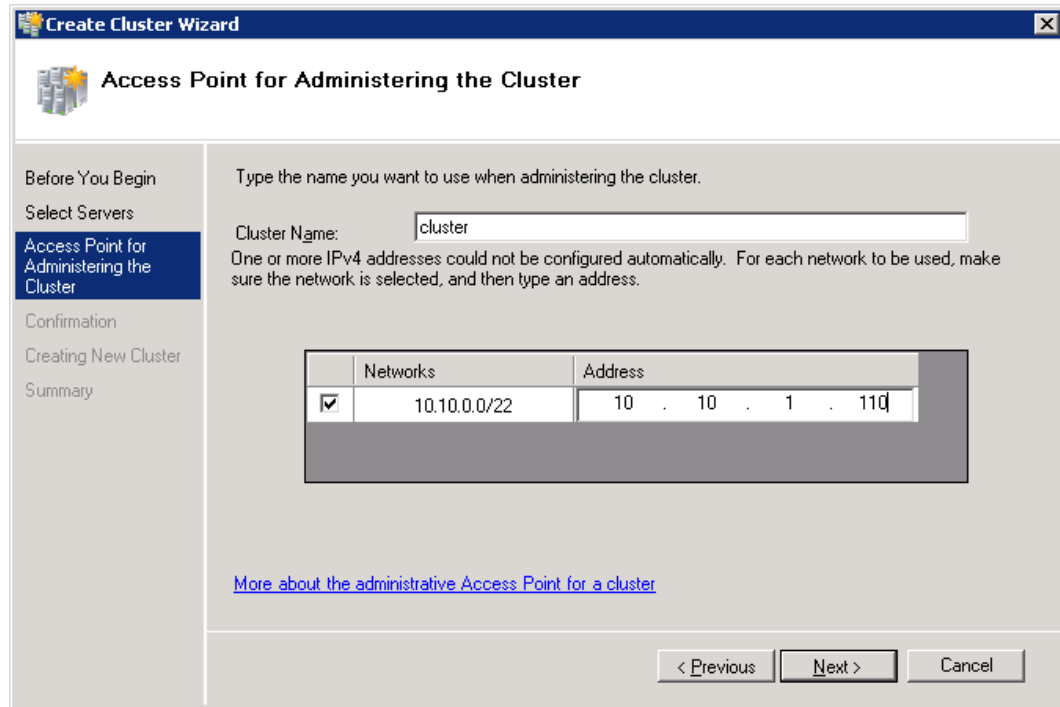 Create Cluster Wizard
Access Point for Administering the Cluster
Before You Begin
Select Servers
Access Point for
Administering the
Cluster
Confirmation
Creating New Cluster
Summary
Type the name you want to use when administering the cluster.
Cluster Name: cluster
One or more IPv4 addresses could not be configured automatically. For each network to be used, make
sure the network is selected, and then type an address.
Networks Address
10.10.0.0/22 10 . 10 . 1 . 110
More about the administrative Access Point for a cluster
< Previous Next > Cancel